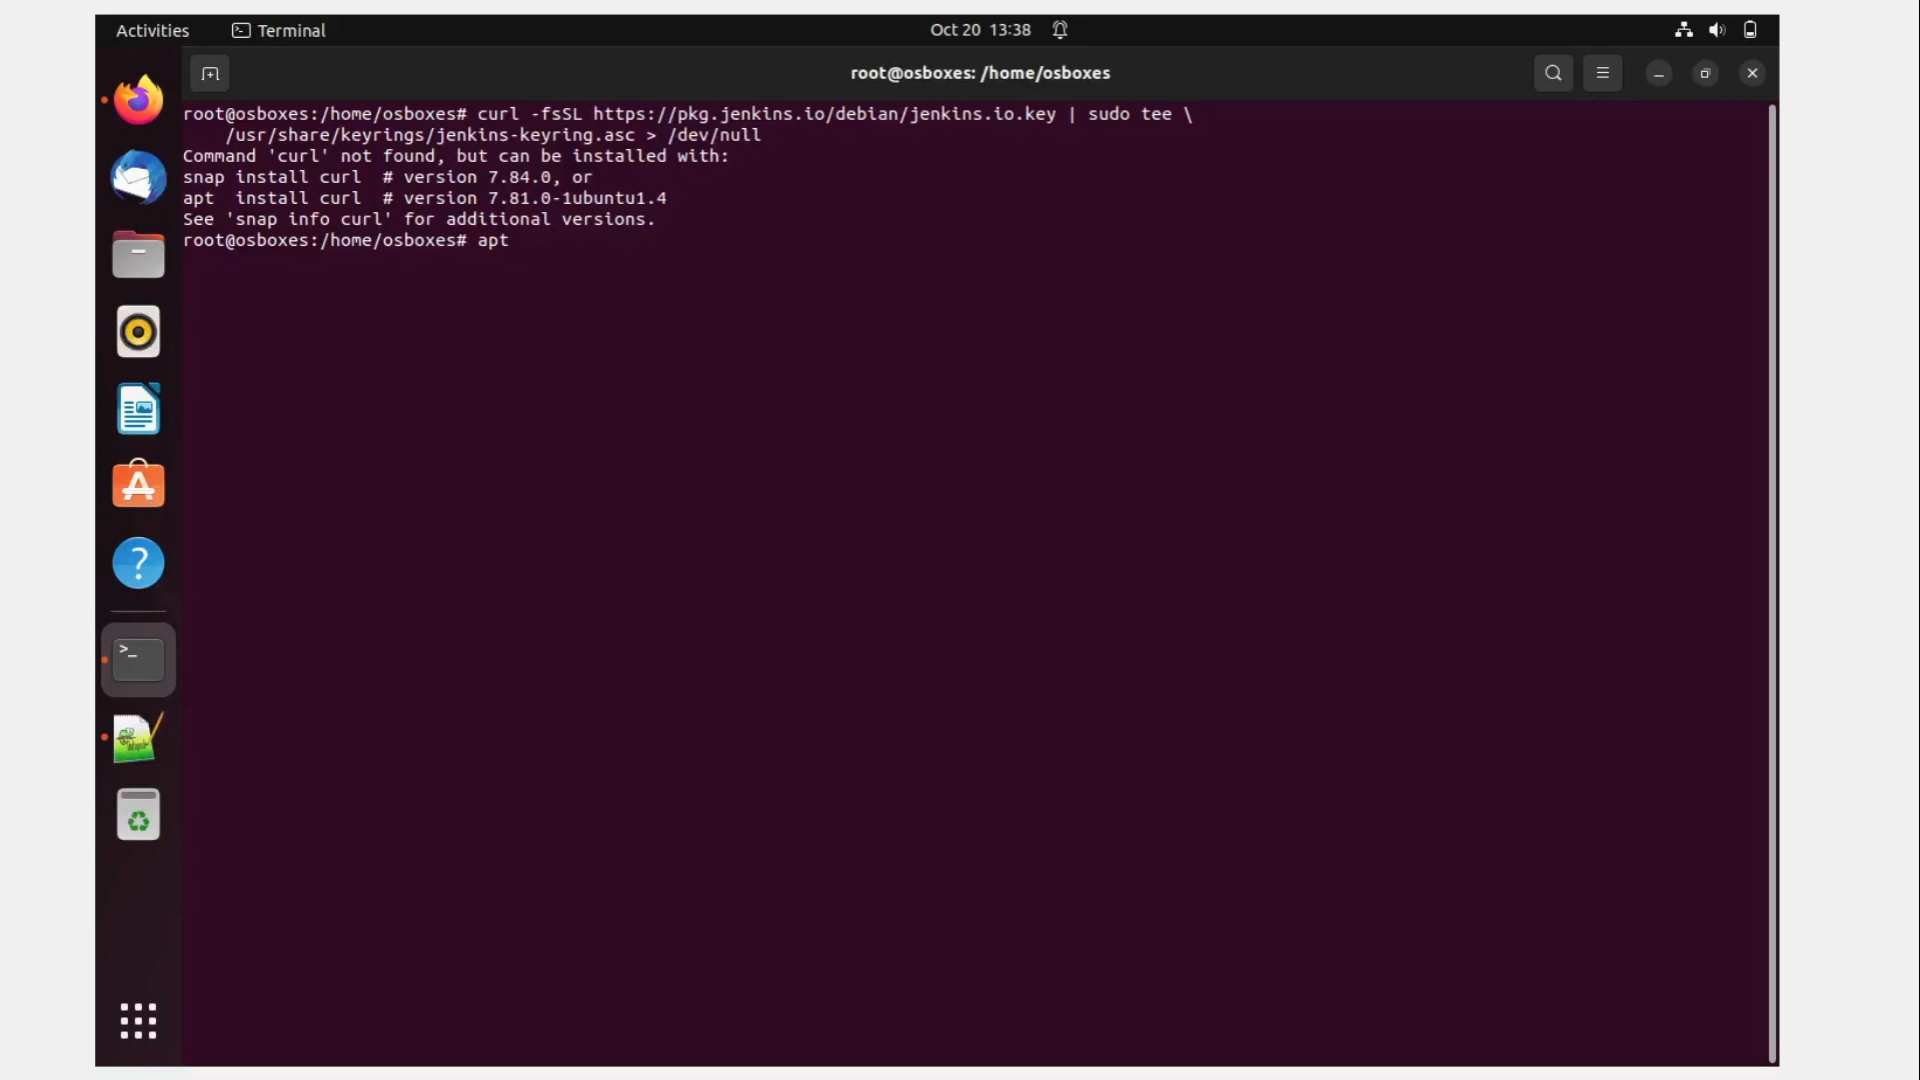 Activities
Terminal
Oct 20 13:38
root@osboxes: /home/osboxes
root@osboxes:/home/osboxes# curl -fsSL https://pkg.jenkins.io/debian/jenkins.io.key | sudo tee \
    /usr/share/keyrings/jenkins-keyring.asc > /dev/null
Command 'curl' not found, but can be installed with:
snap install curl  # version 7.84.0, or
apt  install curl  # version 7.81.0-1ubuntu1.4
See 'snap info curl' for additional versions.
root@osboxes:/home/osboxes# apt